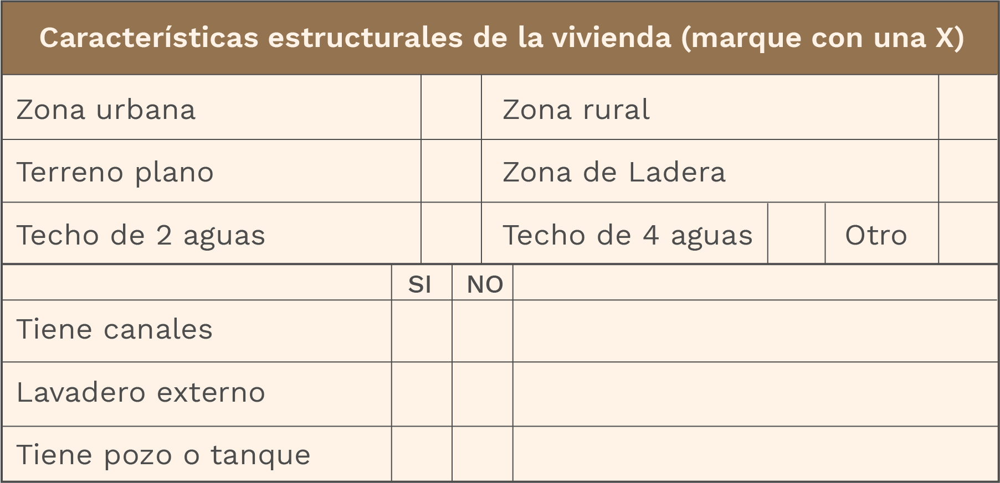 Características estructurales de la vivienda (marque con una X)
Zona urbana Zona rural
Terreno plano Zona de Ladera
Techo de 2 aguas Techo de 4 aguas Otro
SI NO
Tiene canales
Lavadero externo
Tiene pozo o tanque